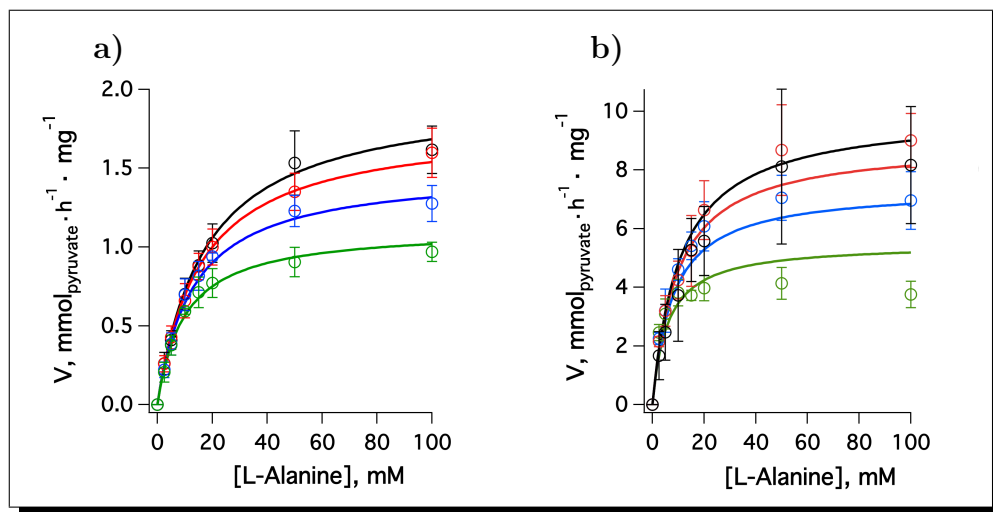 a)
2.0
1.5
1.0
0.5
0.0
V, mmolpyruvate·h⁻¹· mg⁻¹
0 20 40 60 80 100
[L-Alanine], mM
b)
10
8
6
4
2
0
V, mmolpyruvate·h⁻¹· mg⁻¹
0 20 40 60 80 100
[L-Alanine], mM